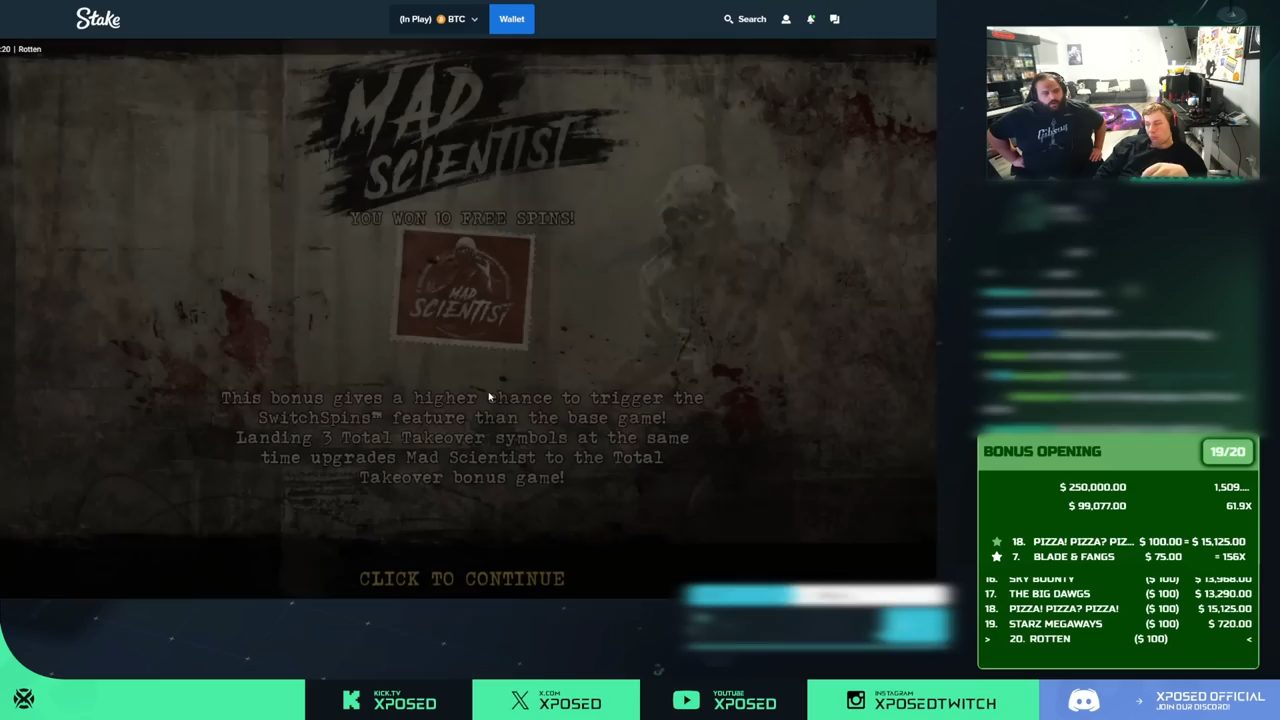 Stake
(In Play) BTC
Wallet
Search
:20 | Rotten
MAD
SCIENTIST
YOU WON 10 FREE SPINS!
MAD
SCIENTIST
This bonus gives a higher chance to trigger the
SwitchSpins™ feature than the base game!
Landing 3 Total Takeover symbols at the same
time upgrades Mad Scientist to the Total
Takeover bonus game!
CLICK TO CONTINUE
Gibson
BONUS OPENING 19/20
$ 250,000.00 1,509....
$ 99,077.00 61.9X
18. PIZZA! PIZZA? PIZ... $ 100.00 = $ 15,125.00
7. BLADE & FANGS $ 75.00 = 156X
16. SKY BOUNTY ($ 100) $ 13,968.00
17. THE BIG DAWGS ($ 100) $ 13,290.00
18. PIZZA! PIZZA? PIZZA! ($ 100) $ 15,125.00
19. STARZ MEGAWAYS ($ 100) $ 720.00
> 20. ROTTEN ($ 100) <
KICK.TV
XPOSED
X.COM
XPOSED
YOUTUBE
XPOSED
INSTAGRAM
XPOSEDTWITCH
XPOSED OFFICIAL
JOIN OUR DISCORD!